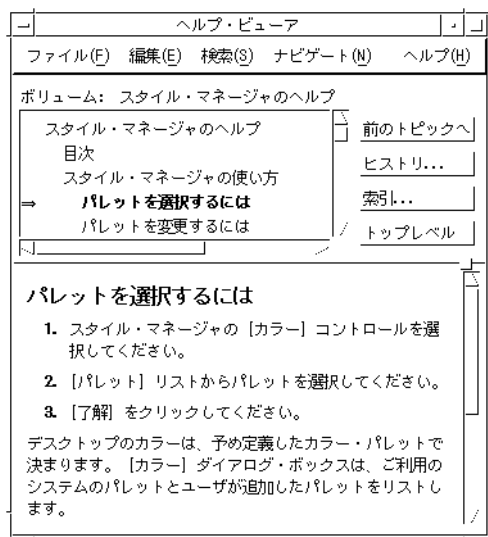 ヘルプ・ビューア
ファイル(F) 編集(E) 検索(S) ナビゲート(N) ヘルプ(H)
ボリューム: スタイル・マネージャのヘルプ
スタイル・マネージャのヘルプ
目次
スタイル・マネージャの使い方
⇒ パレットを選択するには
パレットを変更するには
前のトピックへ
ヒストリ...
索引...
トップレベル
パレットを選択するには
1. スタイル・マネージャの [カラー] コントロールを選
択してください。
2. [パレット] リストからパレットを選択してください。
3. [了解] をクリックしてください。
デスクトップのカラーは、予め定義したカラー・パレットで
決まります。 [カラー] ダイアログ・ボックスは、ご利用の
システムのパレットとユーザが追加したパレットをリストし
ます。